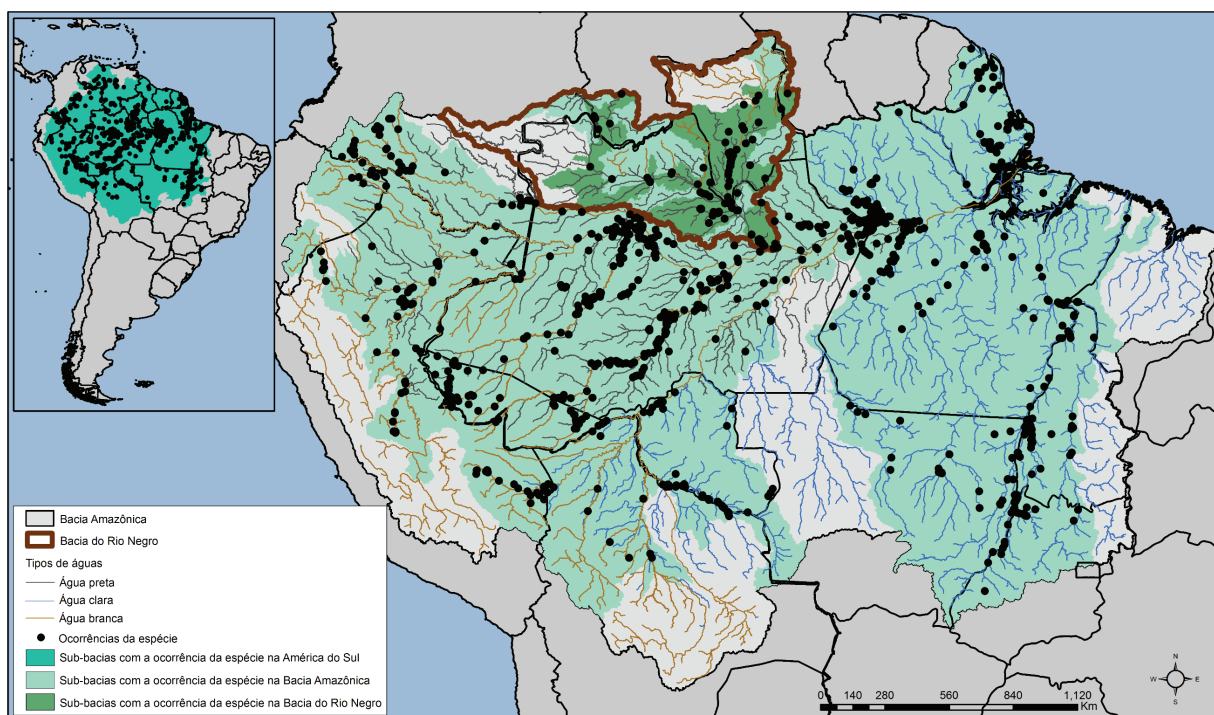 Bacia Amazônica
Bacia do Rio Negro
Tipos de águas
Água preta
Água clara
Água branca
Ocorrências da espécie
Sub-bacias com a ocorrência da espécie na América do Sul
Sub-bacias com a ocorrência da espécie na Bacia Amazônica
Sub-bacias com a ocorrência da espécie na Bacia do Rio Negro
N
W E
S
0 140 280 560 840 1,120
Km